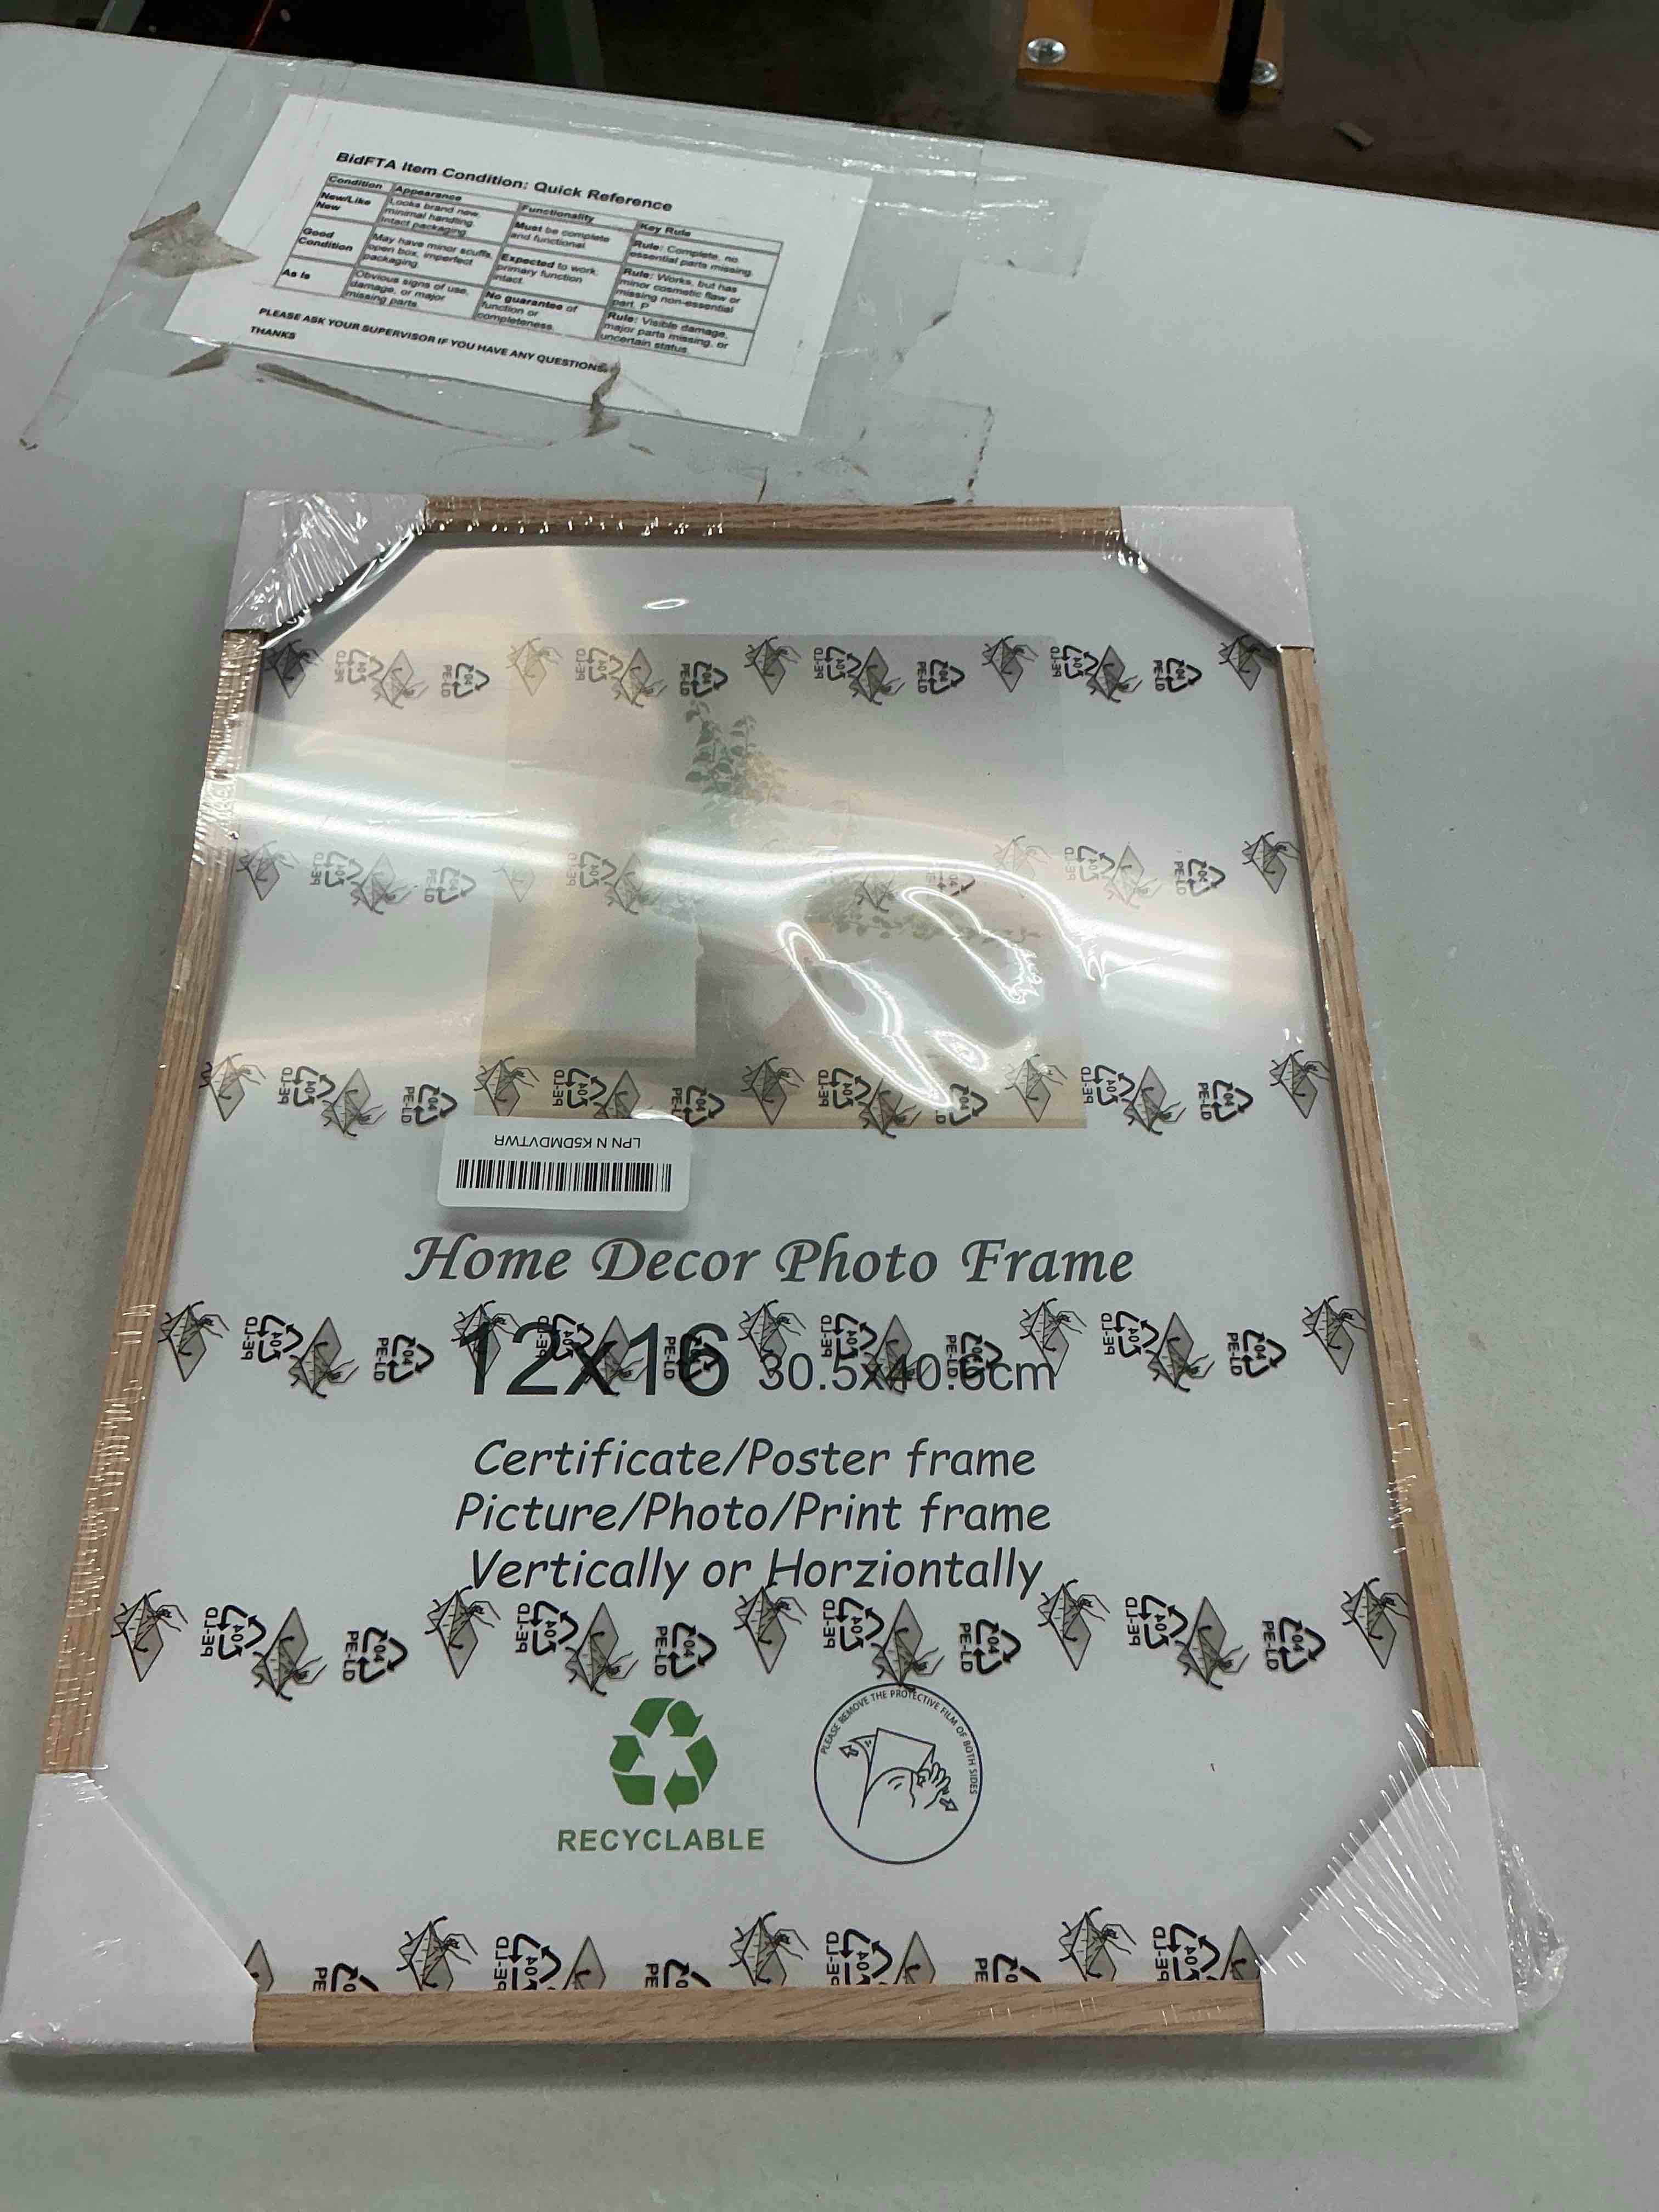 BidFTA Item Condition: Quick Reference
Condition Appearance Functionality Key Rule
New/Like New
Looks brand new, minimal handling. Intact packaging
Must be complete and functional.
Rule: Complete, no essential parts missing.
Good Condition
May have minor scuffs, open box, imperfect packaging
Expected to work; primary function intact.
Rule: Works, but has minor cosmetic flaw or missing non-essential part. P
As is
Obvious signs of use, damage, or major missing parts.
No guarantee of function or completeness.
Rule: Visible damage, major parts missing, or uncertain status.
PLEASE ASK YOUR SUPERVISOR IF YOU HAVE ANY QUESTIONS.
THANKS
LPN N K5DMDVTWR
Home Decor Photo Frame
12x16 30.5x40.6cm
Certificate/Poster frame
Picture/Photo/Print frame
Vertically or Horziontally
PLEASE REMOVE THE PROTECTIVE FILM OF BOTH SIDES
RECYCLABLE
04 PE-LD